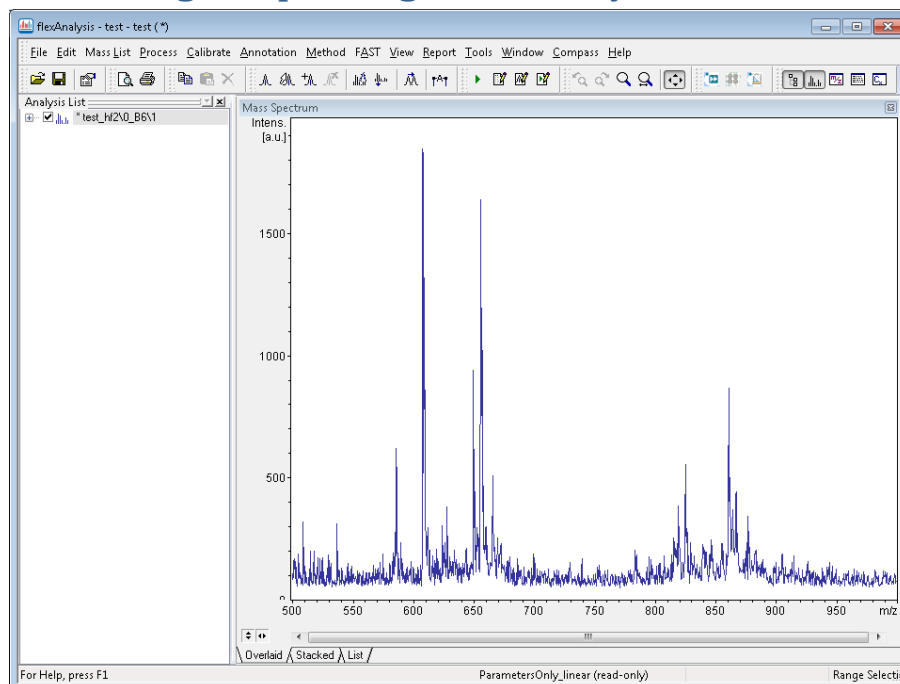 flexAnalysis - test - test (*)
File Edit Mass List Process Calibrate Annotation Method FAST View Report Tools Window Compass Help
Analysis List
* test_hf2\0_B6\1
Mass Spectrum
Intens.
[a.u.]
1500
1000
500
0
500 550 600 650 700 750 800 850 900 950 m/z
Overlaid Stacked List
For Help, press F1 ParametersOnly_linear (read-only) Range Selecti